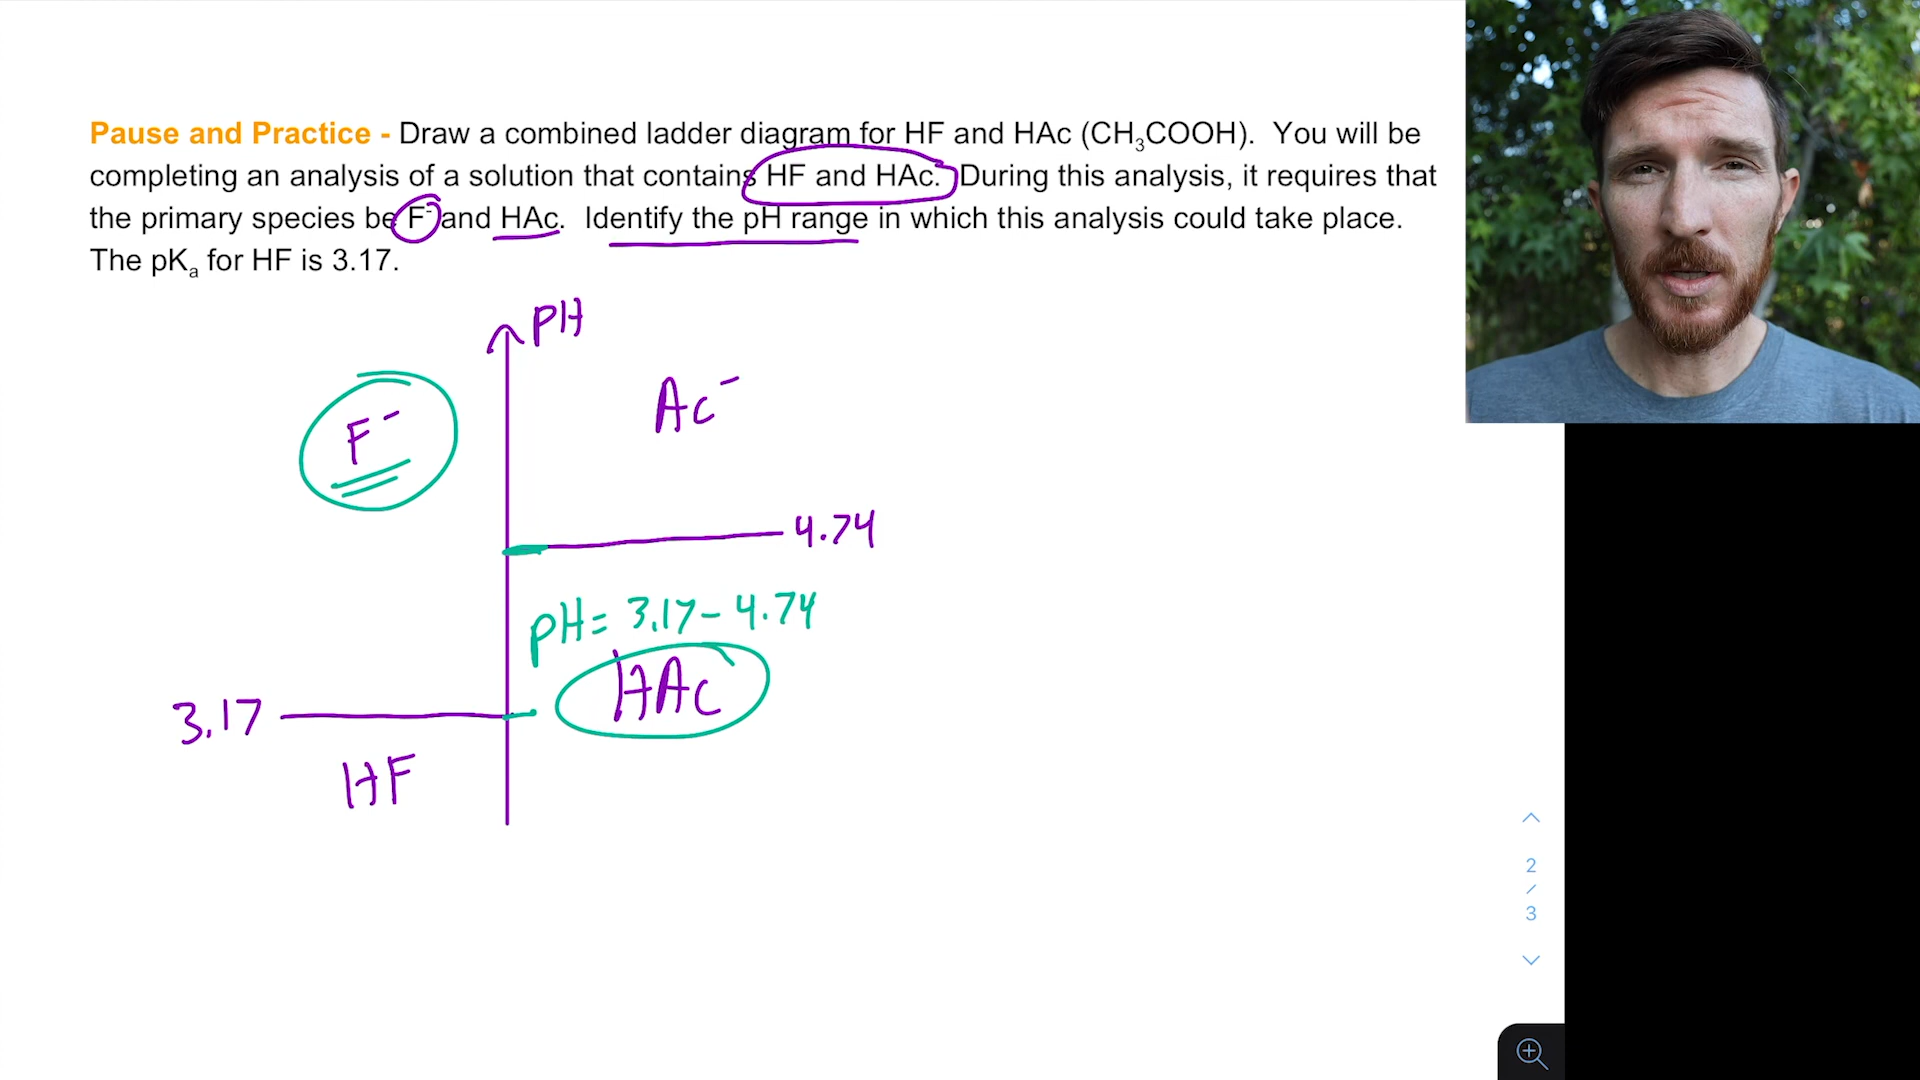 Pause and Practice - Draw a combined ladder diagram for HF and HAc (CH₃COOH). You will be
completing an analysis of a solution that contains HF and HAc. During this analysis, it requires that
the primary species be F⁻ and HAc. Identify the pH range in which this analysis could take place.
The pKₐ for HF is 3.17.
pH
F⁻
Ac⁻
4.74
pH = 3.17 - 4.74
HAc
3.17
HF
2
/
3